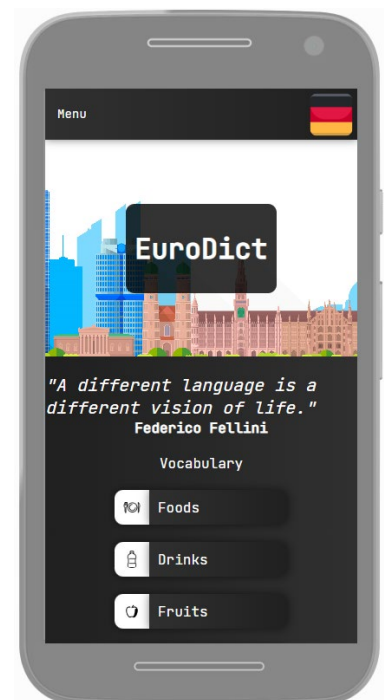 Menu
EuroDict
"A different language is a
different vision of life."
Federico Fellini
Vocabulary
Foods
Drinks
Fruits